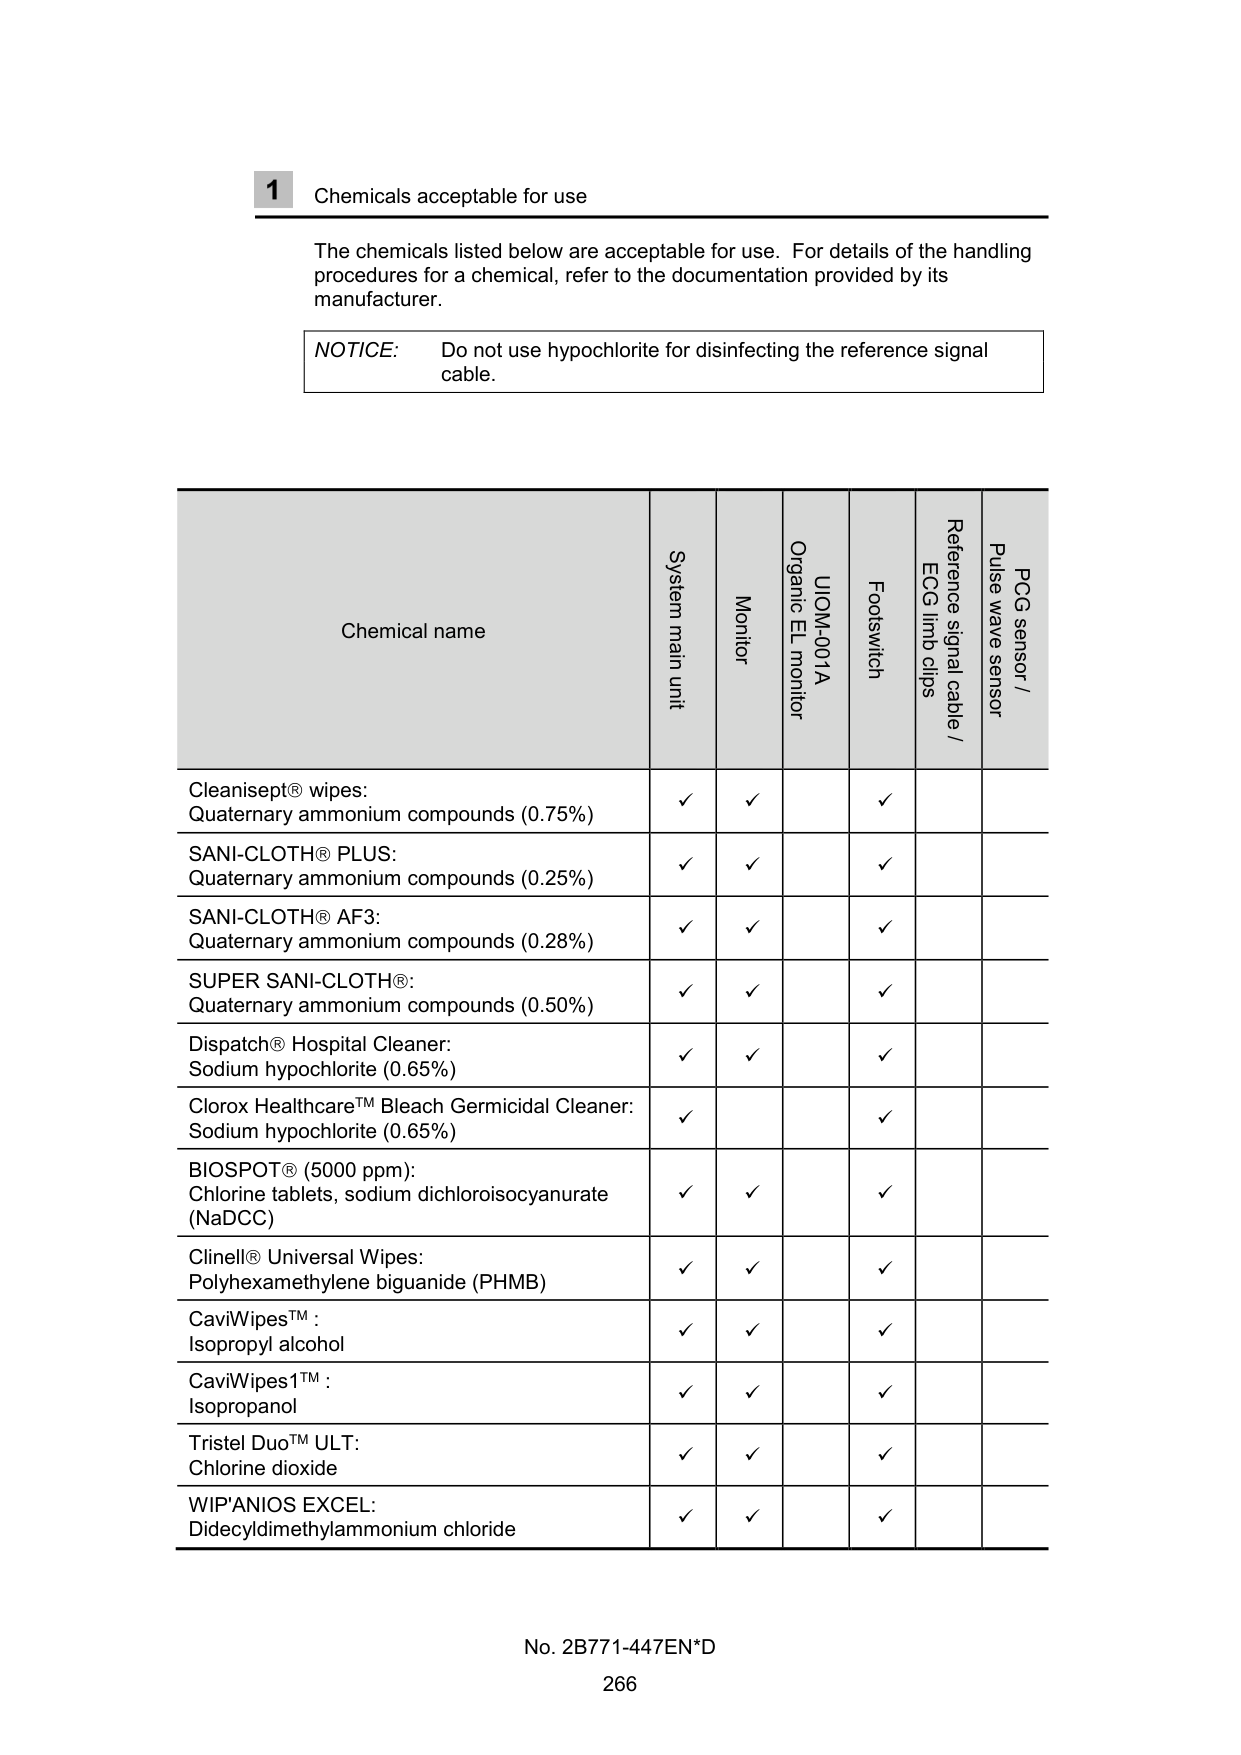 1 Chemicals acceptable for use
The chemicals listed below are acceptable for use.  For details of the handling
procedures for a chemical, refer to the documentation provided by its
manufacturer.
NOTICE: Do not use hypochlorite for disinfecting the reference signal
cable.
Chemical name
System main unit
Monitor
UIOM-001A
Organic EL monitor
Footswitch
Reference signal cable /
ECG limb clips
PCG sensor /
Pulse wave sensor
Cleanisept® wipes:
Quaternary ammonium compounds (0.75%)
✓ ✓ ✓
SANI-CLOTH® PLUS:
Quaternary ammonium compounds (0.25%)
✓ ✓ ✓
SANI-CLOTH® AF3:
Quaternary ammonium compounds (0.28%)
✓ ✓ ✓
SUPER SANI-CLOTH®:
Quaternary ammonium compounds (0.50%)
✓ ✓ ✓
Dispatch® Hospital Cleaner:
Sodium hypochlorite (0.65%)
✓ ✓ ✓
Clorox Healthcare™ Bleach Germicidal Cleaner:
Sodium hypochlorite (0.65%)
✓ ✓
BIOSPOT® (5000 ppm):
Chlorine tablets, sodium dichloroisocyanurate
(NaDCC)
✓ ✓ ✓
Clinell® Universal Wipes:
Polyhexamethylene biguanide (PHMB)
✓ ✓ ✓
CaviWipes™ :
Isopropyl alcohol
✓ ✓ ✓
CaviWipes1™ :
Isopropanol
✓ ✓ ✓
Tristel Duo™ ULT:
Chlorine dioxide
✓ ✓ ✓
WIP'ANIOS EXCEL:
Didecyldimethylammonium chloride
✓ ✓ ✓
No. 2B771-447EN*D
266